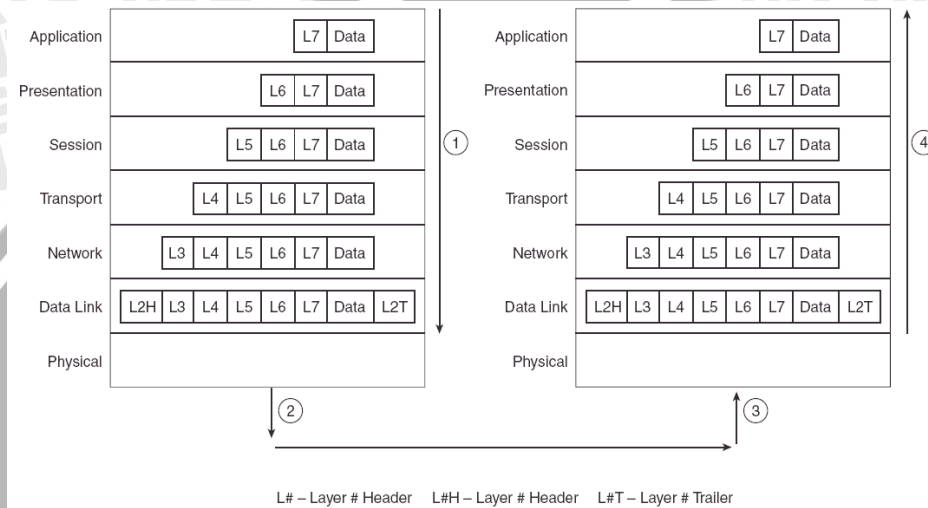 Application L7 Data Application L7 Data
Presentation L6 L7 Data Presentation L6 L7 Data
Session L5 L6 L7 Data 1 Session L5 L6 L7 Data 4
Transport L4 L5 L6 L7 Data Transport L4 L5 L6 L7 Data
Network L3 L4 L5 L6 L7 Data Network L3 L4 L5 L6 L7 Data
Data Link L2H L3 L4 L5 L6 L7 Data L2T Data Link L2H L3 L4 L5 L6 L7 Data L2T
Physical Physical
2 3
L# – Layer # Header L#H – Layer # Header L#T – Layer # Trailer